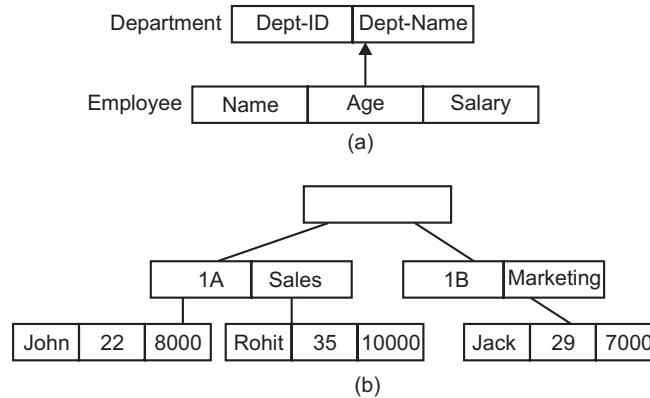 Department Dept-ID Dept-Name
Employee Name Age Salary
(a)
1A Sales 1B Marketing
John 22 8000 Rohit 35 10000 Jack 29 7000
(b)